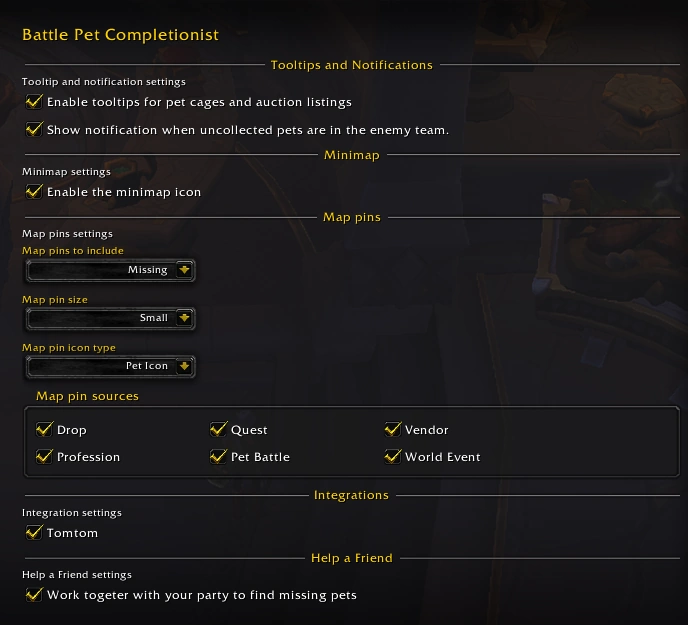 Battle Pet Completionist
Tooltips and Notifications
Tooltip and notification settings
Enable tooltips for pet cages and auction listings
Show notification when uncollected pets are in the enemy team.
Minimap
Minimap settings
Enable the minimap icon
Map pins
Map pins settings
Map pins to include
Missing
Map pin size
Small
Map pin icon type
Pet Icon
Map pin sources
Drop Quest Vendor
Profession Pet Battle World Event
Integrations
Integration settings
Tomtom
Help a Friend
Help a Friend settings
Work togeter with your party to find missing pets